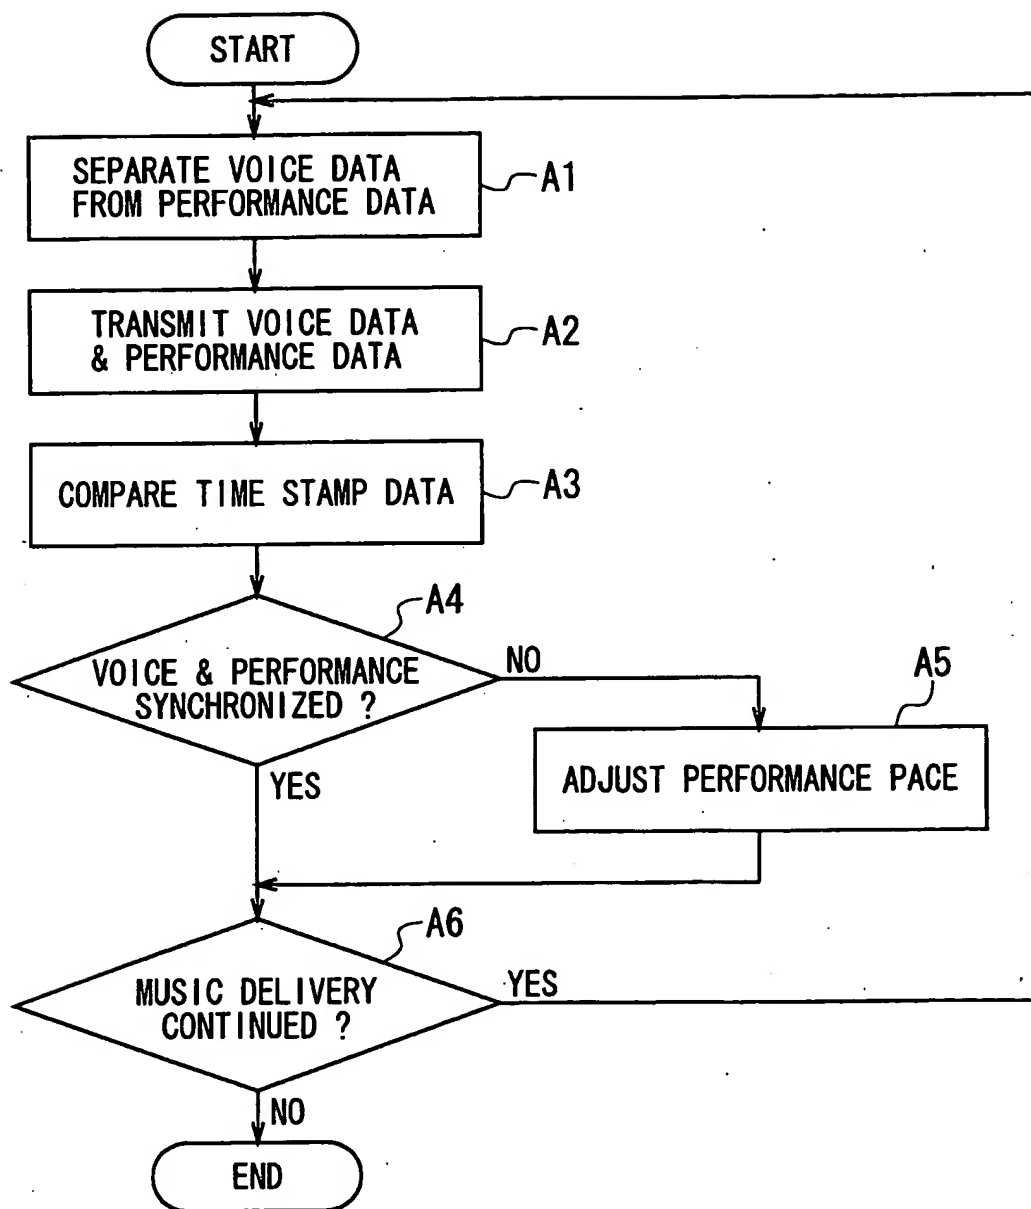 START
SEPARATE VOICE DATA
FROM PERFORMANCE DATA
A1
TRANSMIT VOICE DATA
& PERFORMANCE DATA
A2
COMPARE TIME STAMP DATA
A3
A4
VOICE & PERFORMANCE
SYNCHRONIZED ?
NO
YES
A5
ADJUST PERFORMANCE PACE
A6
MUSIC DELIVERY
CONTINUED ?
YES
NO
END